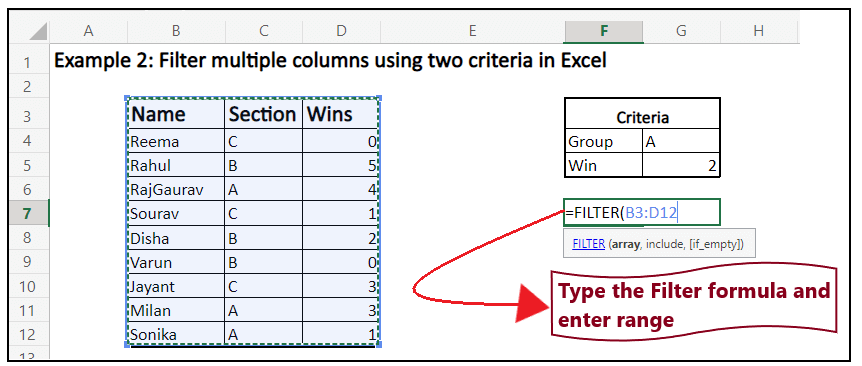 A B C D E F G H
1 Example 2: Filter multiple columns using two criteria in Excel
2
3 Name Section Wins Criteria
4 Reema C 0 Group A
5 Rahul B 5 Win 2
6 RajGaurav A 4
7 Sourav C 1 =FILTER(B3:D12
8 Disha B 2 FILTER (array, include, [if_empty])
9 Varun B 0
10 Jayant C 3
11 Milan A 3
12 Sonika A 1
13
Type the Filter formula and
enter range